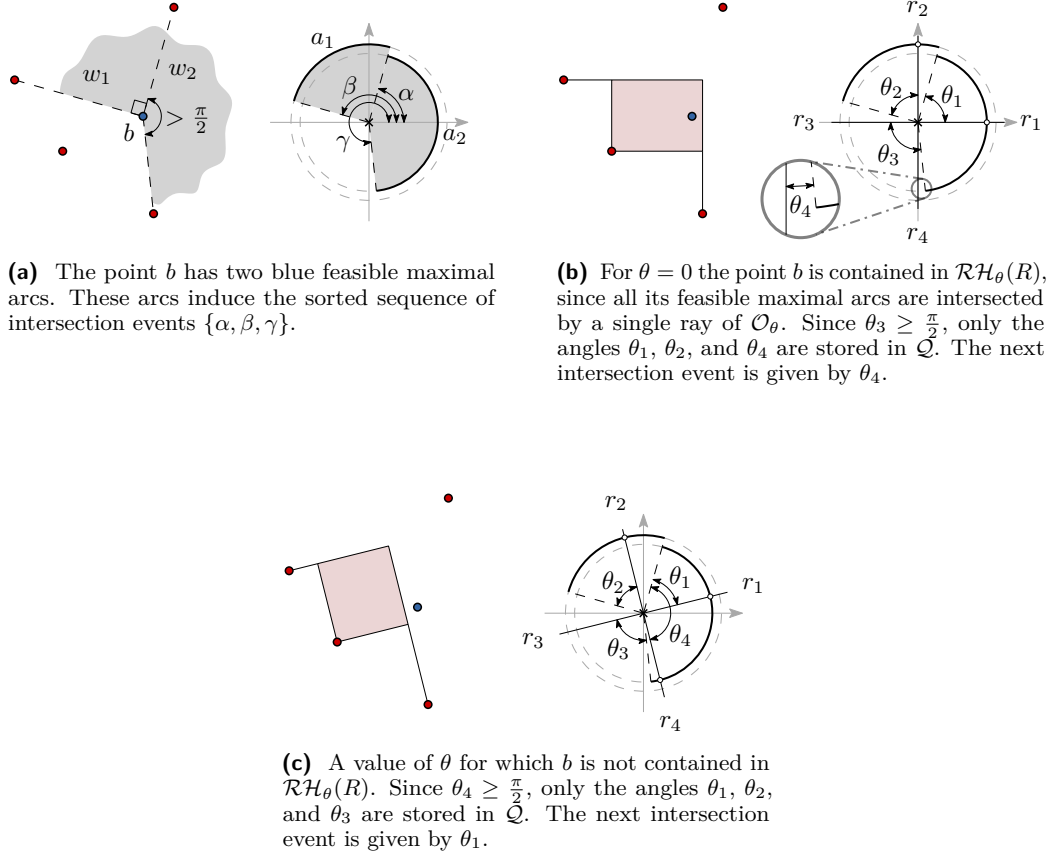 a₁
w₁
w₂
β
α
b
> π/2
γ
a₂
r₂
θ₂
θ₁
r₃
r₁
θ₃
θ₄
r₄
(a) The point b has two blue feasible maximal
arcs. These arcs induce the sorted sequence of
intersection events {α, β, γ}.
(b) For θ = 0 the point b is contained in 𝓡𝓗θ(R),
since all its feasible maximal arcs are intersected
by a single ray of 𝒪θ. Since θ₃ ≥ π/2, only the
angles θ₁, θ₂, and θ₄ are stored in 𝒬. The next
intersection event is given by θ₄.
r₂
θ₂
θ₁
r₁
r₃
θ₃
θ₄
r₄
(c) A value of θ for which b is not contained in
𝓡𝓗θ(R). Since θ₄ ≥ π/2, only the angles θ₁, θ₂,
and θ₃ are stored in 𝒬. The next intersection
event is given by θ₁.